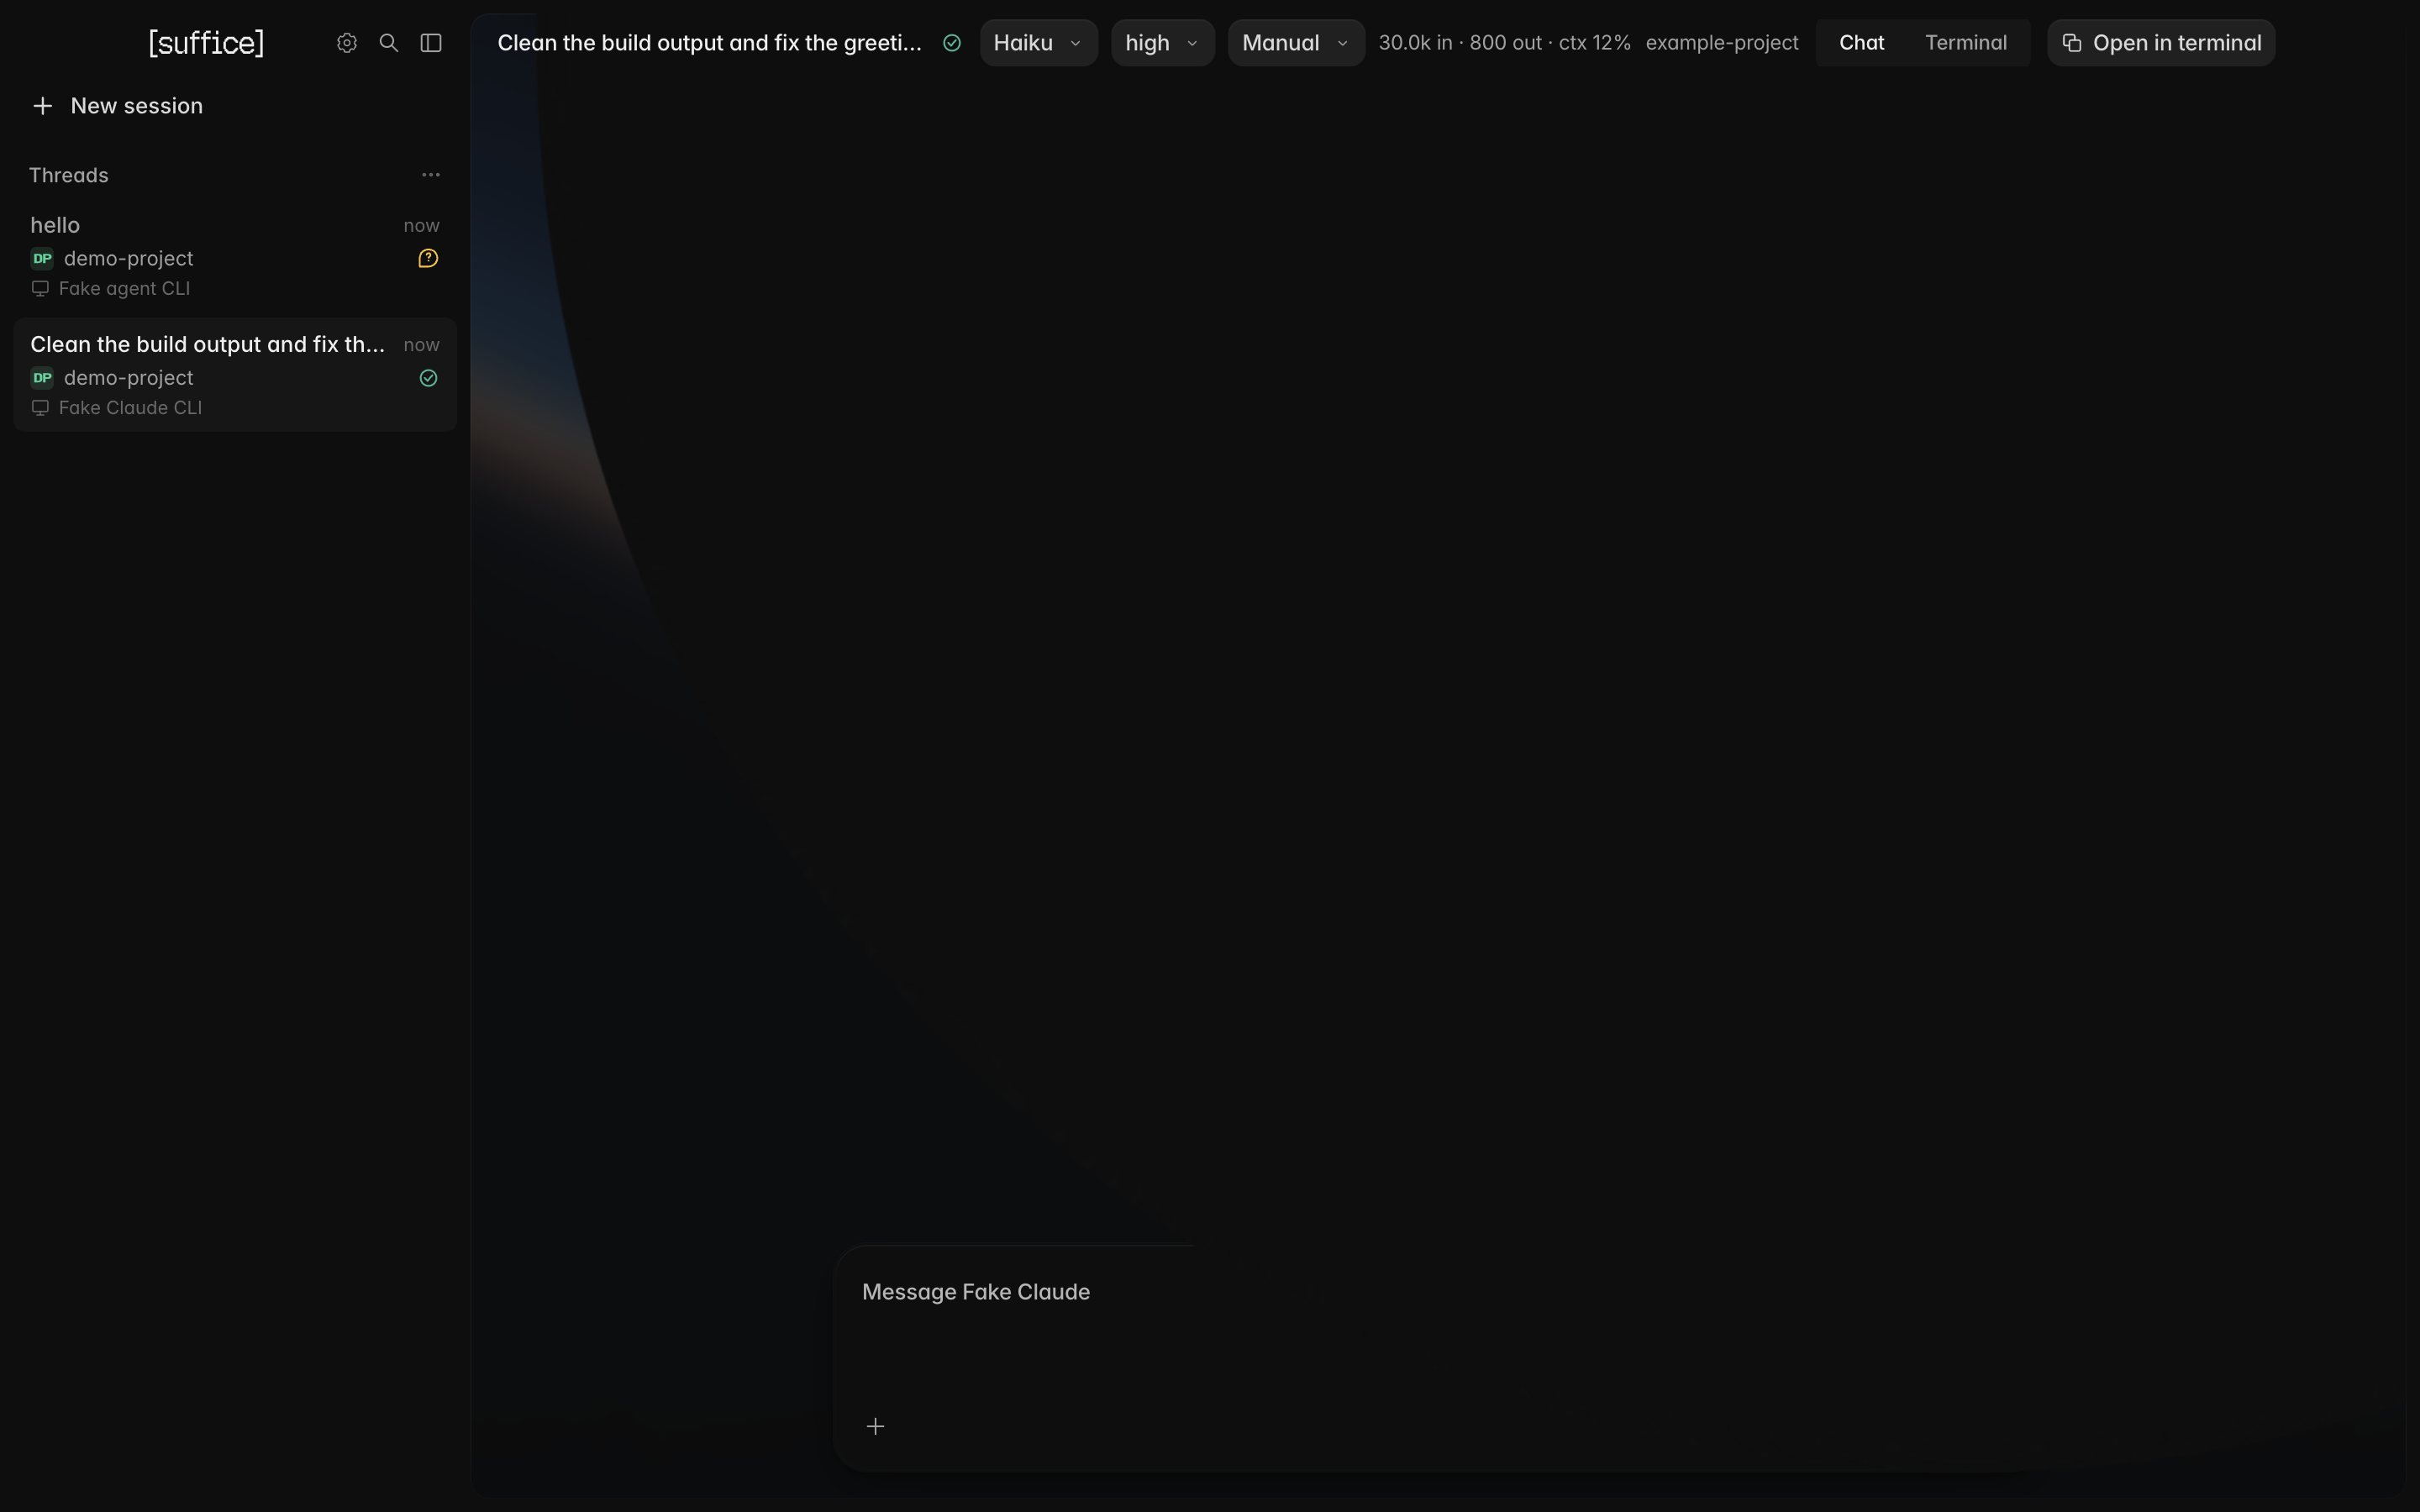 [suffice]
New session
Threads
hello now
DP demo-project
Fake agent CLI
Clean the build output and fix th... now
DP demo-project
Fake Claude CLI
Clean the build output and fix the greeti... Haiku high Manual 30.0k in · 800 out · ctx 12% example-project Chat Terminal Open in terminal
Message Fake Claude